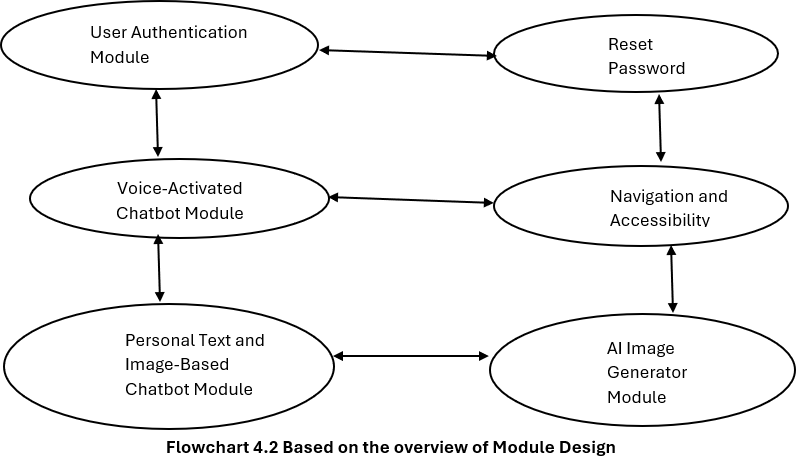 User Authentication
Module
Reset
Password
Voice-Activated
Chatbot Module
Navigation and
Accessibility
Personal Text and
Image-Based
Chatbot Module
AI Image
Generator
Module
Flowchart 4.2 Based on the overview of Module Design